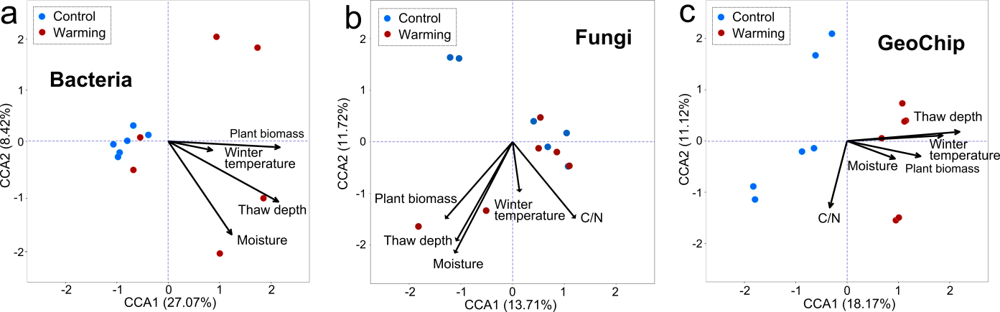 a
Control
Warming
Bacteria
2
1
0
-1
-2
CCA2 (8.42%)
Plant biomass
Winter
temperature
Thaw depth
Moisture
-2
-1
0
1
2
CCA1 (27.07%)
b
Control
Warming
Fungi
2
1
0
-1
-2
CCA2 (11.72%)
Plant biomass
Winter
temperature
C/N
Thaw depth
Moisture
-2
-1
0
1
2
CCA1 (13.71%)
c
Control
Warming
GeoChip
2
1
0
-1
-2
CCA2 (11.12%)
Thaw depth
Winter
temperature
Moisture
Plant biomass
C/N
-2
-1
0
1
2
CCA1 (18.17%)